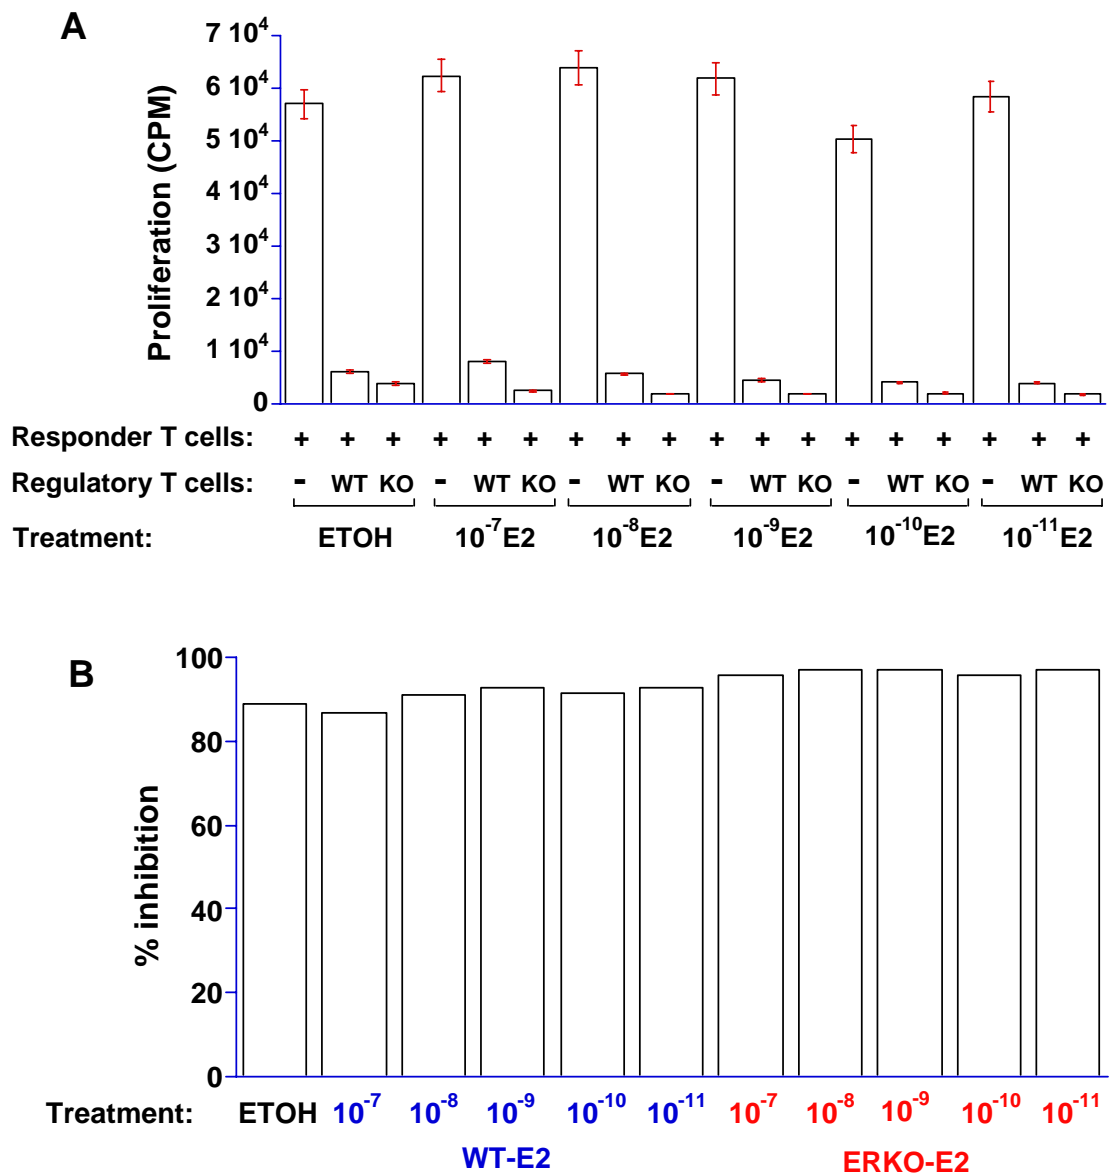 A
Proliferation (CPM)
7 10⁴
6 10⁴
5 10⁴
4 10⁴
3 10⁴
2 10⁴
1 10⁴
0
Responder T cells: + + + + + + + + + + + + + + + + + +
Regulatory T cells: - WT KO - WT KO - WT KO - WT KO - WT KO - WT KO
Treatment: ETOH 10⁻⁷E2 10⁻⁸E2 10⁻⁹E2 10⁻¹⁰E2 10⁻¹¹E2
B
% inhibition
100
80
60
40
20
0
Treatment: ETOH 10⁻⁷ 10⁻⁸ 10⁻⁹ 10⁻¹⁰ 10⁻¹¹ 10⁻⁷ 10⁻⁸ 10⁻⁹ 10⁻¹⁰ 10⁻¹¹
WT-E2 ERKO-E2